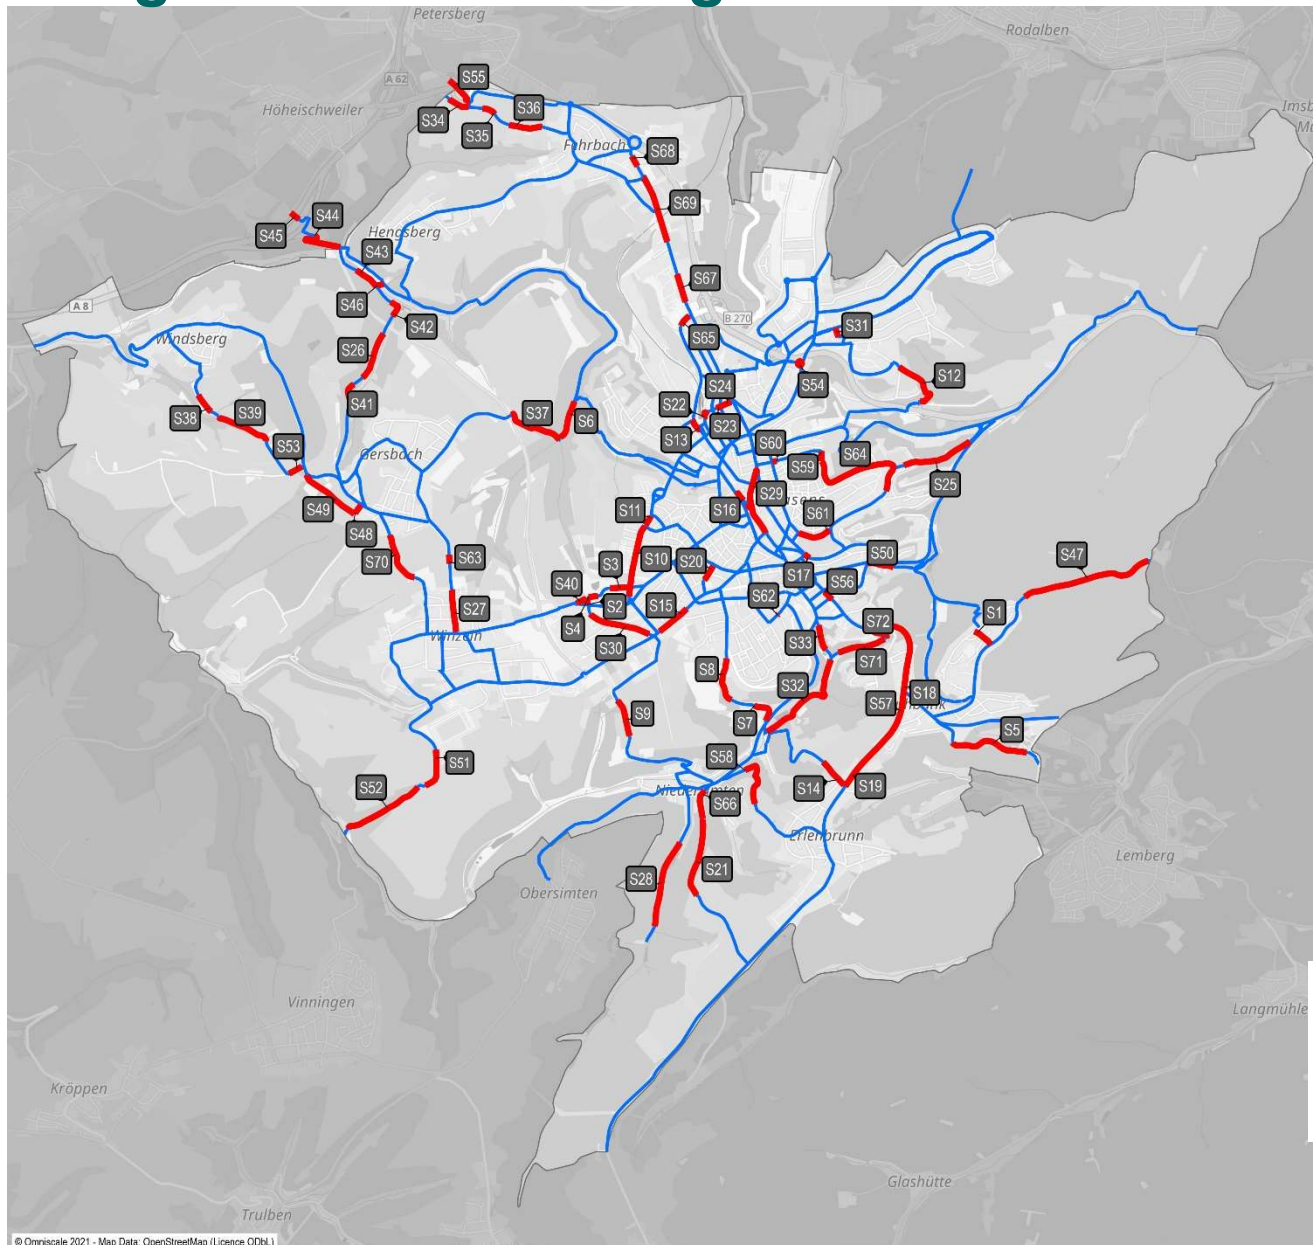 Petersberg
Rodalben
A 62
S55
Höheischweiler
S34
S36
S35
Fehrbach
S68
S69
S44
S45
Hengsberg
S43
S46
S67
A 8
S42
B 270
S31
Windsberg
S65
S26
S12
S54
S24
S41
S22
S38
S39
S37
S6
S23
S13
S60
S53
Gersbach
S59
S64
S25
S29
S49
S16
S11
S61
S48
S70
S63
S10
S50
S3
S20
S17
S47
S40
S56
S2
S15
S62
S27
S4
S72
S1
Winzeln
S30
S33
S71
S8
S32
S18
S57
S9
S7
S5
S51
S58
S52
S14
S19
Niedersimten
S66
Erlenbrunn
Lemberg
S28
S21
Obersimten
Vinningen
Langmühle
Kröppen
Glashütte
Trulben
© Omniscale 2021 - Map Data: OpenStreetMap (Licence ODbL)